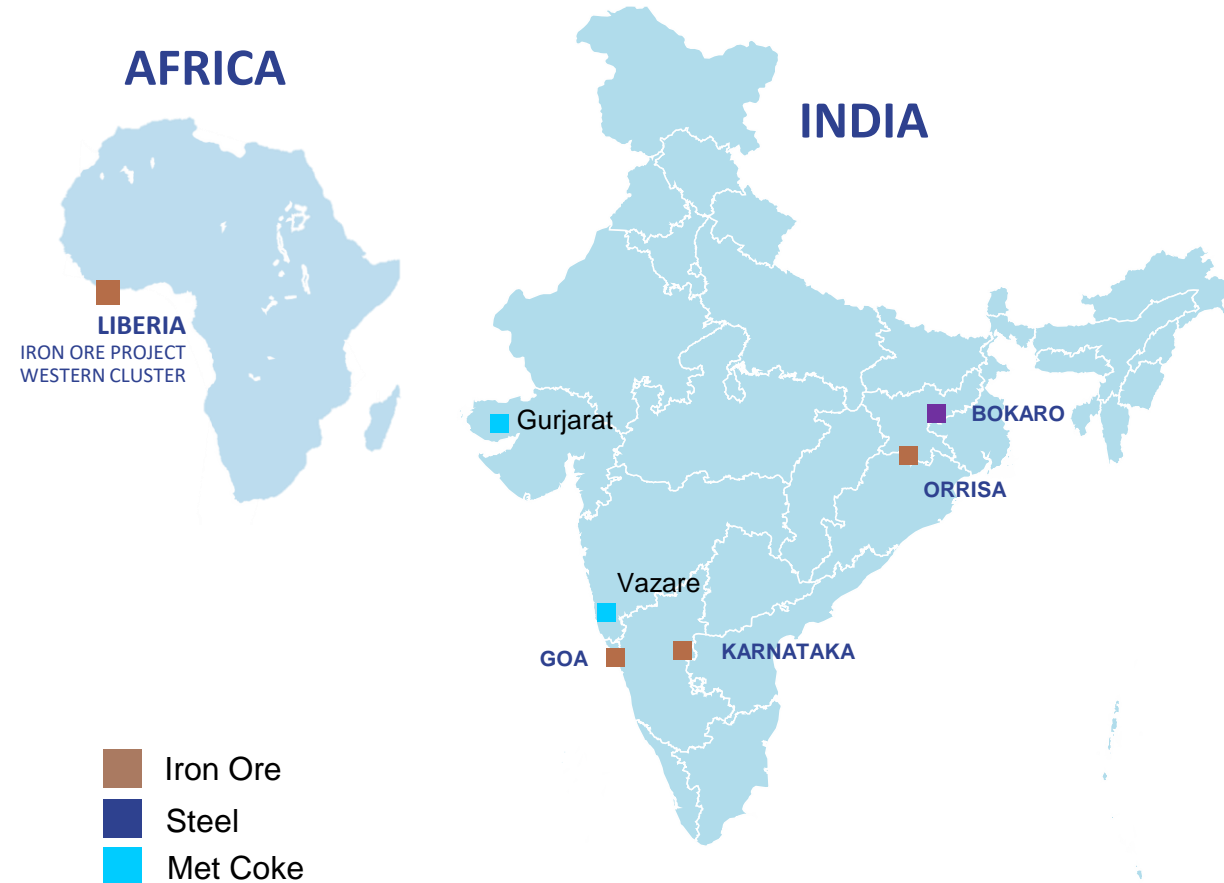 AFRICA
INDIA
LIBERIA
IRON ORE PROJECT
WESTERN CLUSTER
Gurjarat
BOKARO
ORRISA
Vazare
GOA
KARNATAKA
Iron Ore
Steel
Met Coke